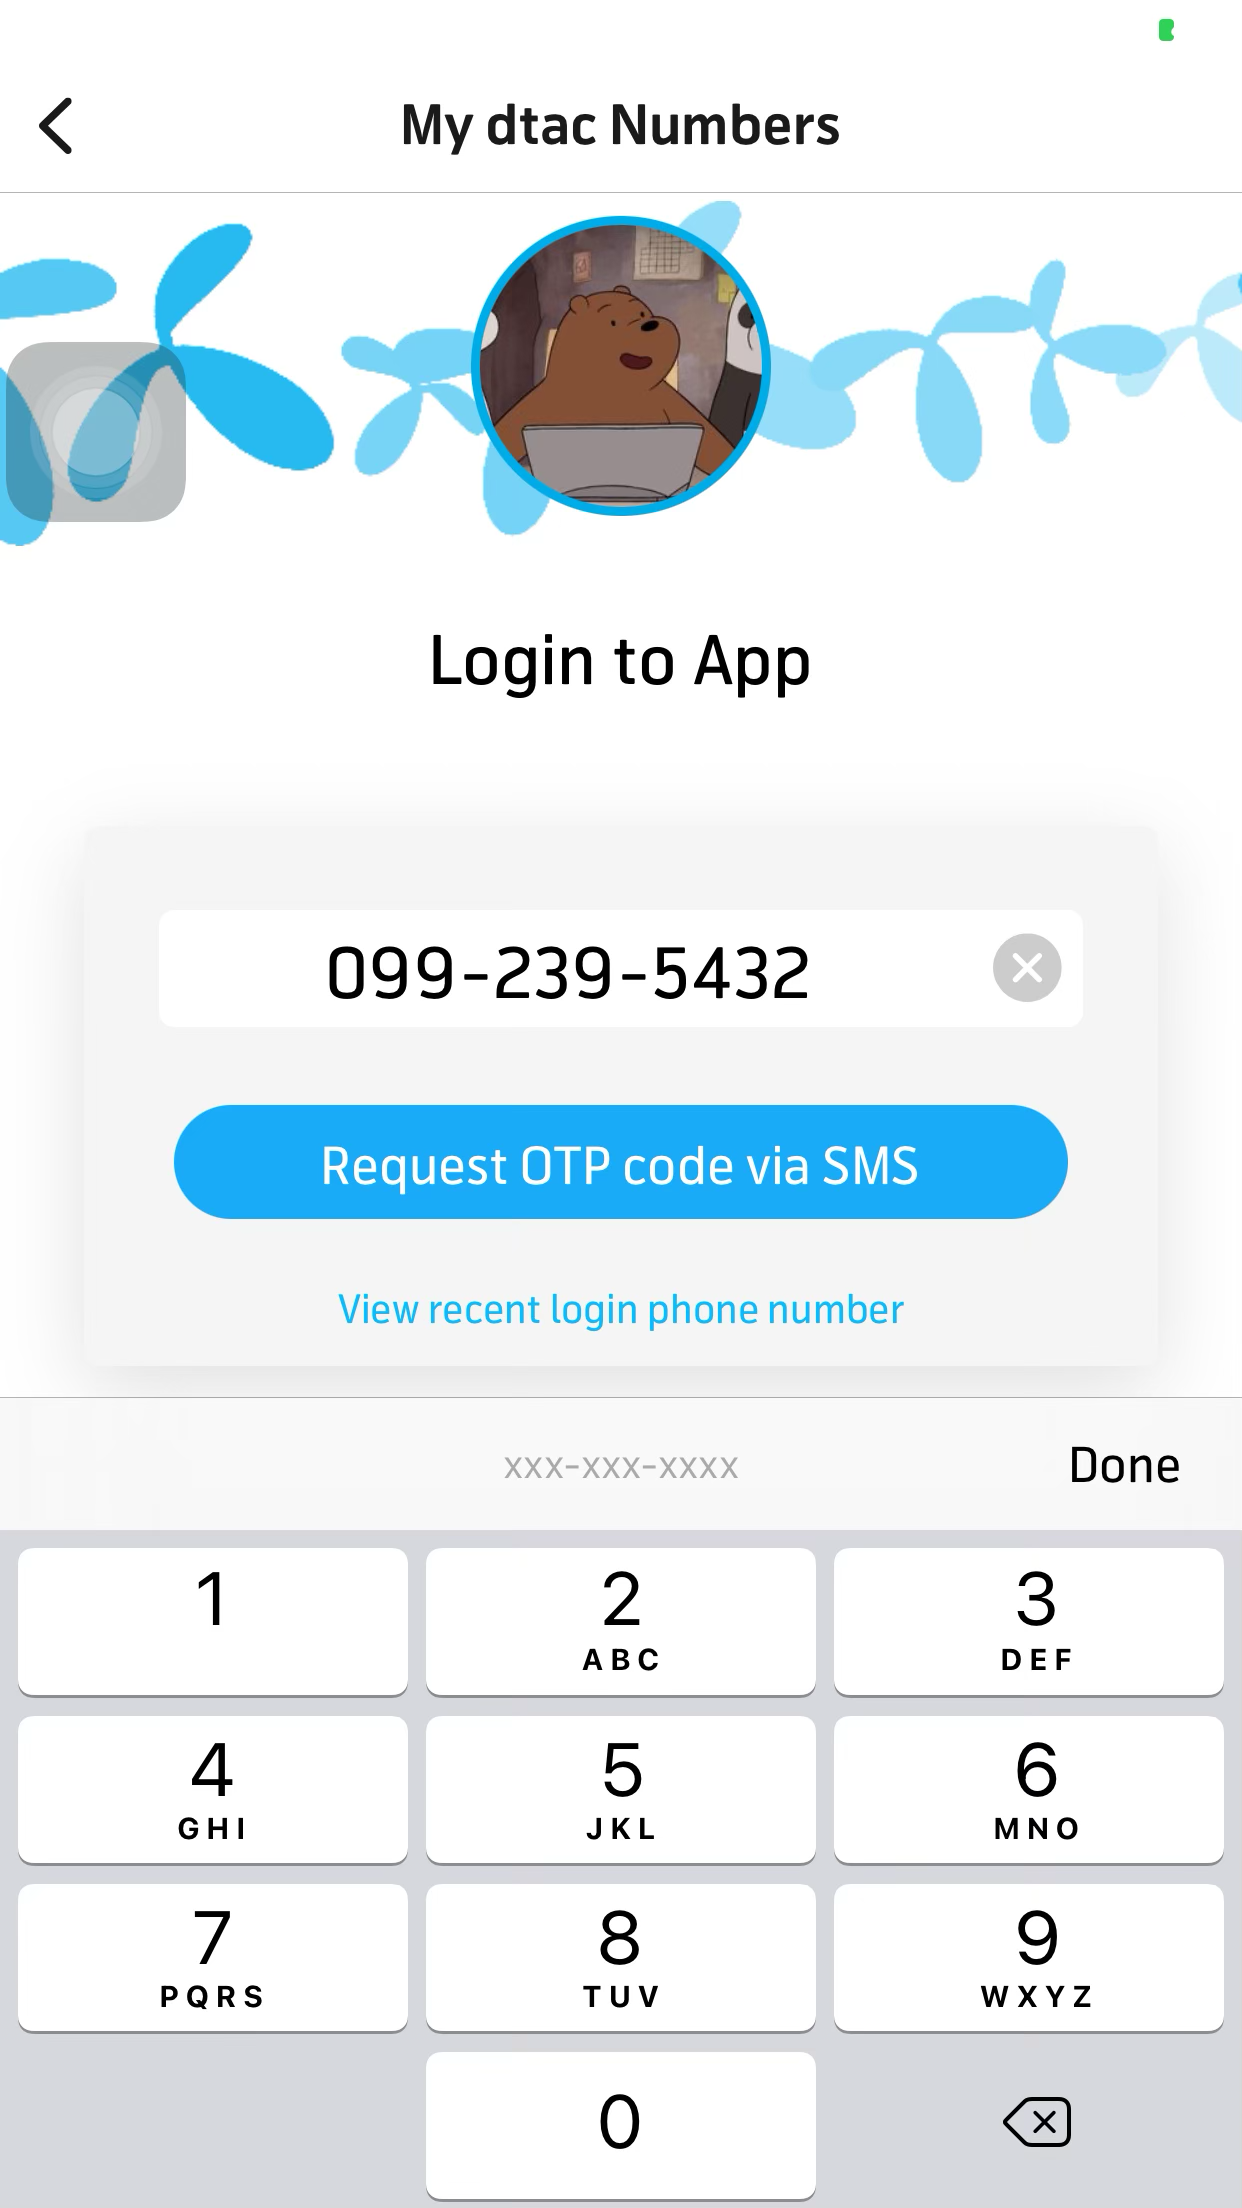 My dtac Numbers
Login to App
099-239-5432
Request OTP code via SMS
View recent login phone number
xxx-xxx-xxxx
Done
1
2
ABC
3
DEF
4
GHI
5
JKL
6
MNO
7
PQRS
8
TUV
9
WXYZ
0